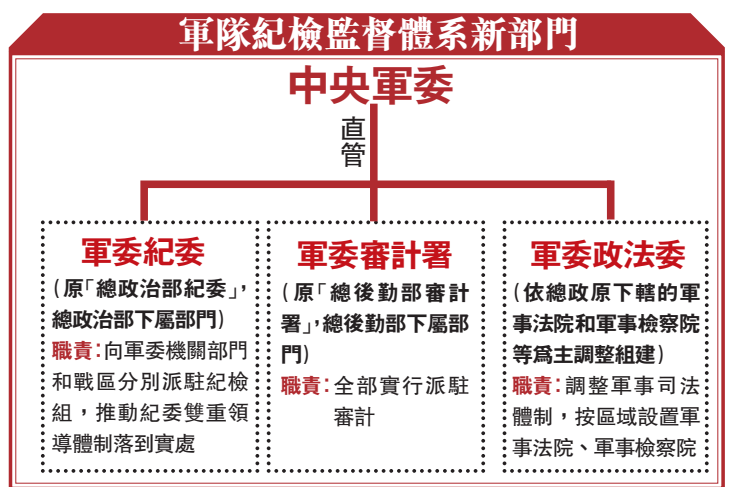 軍隊紀檢監督體系新部門
中央軍委
直管
軍委紀委
(原「總政治部紀委」,
總政治部下屬部門)
職責:向軍委機關部門
和戰區分別派駐紀檢
組，推動紀委雙重領
導體制落到實處
軍委審計署
(原「總後勤部審計
署」,總後勤部下屬部
門)
職責:全部實行派駐
審計
軍委政法委
(依總政原下轄的軍
事法院和軍事檢察院
等爲主調整組建)
職責:調整軍事司法
體制，按區域設置軍
事法院、軍事檢察院